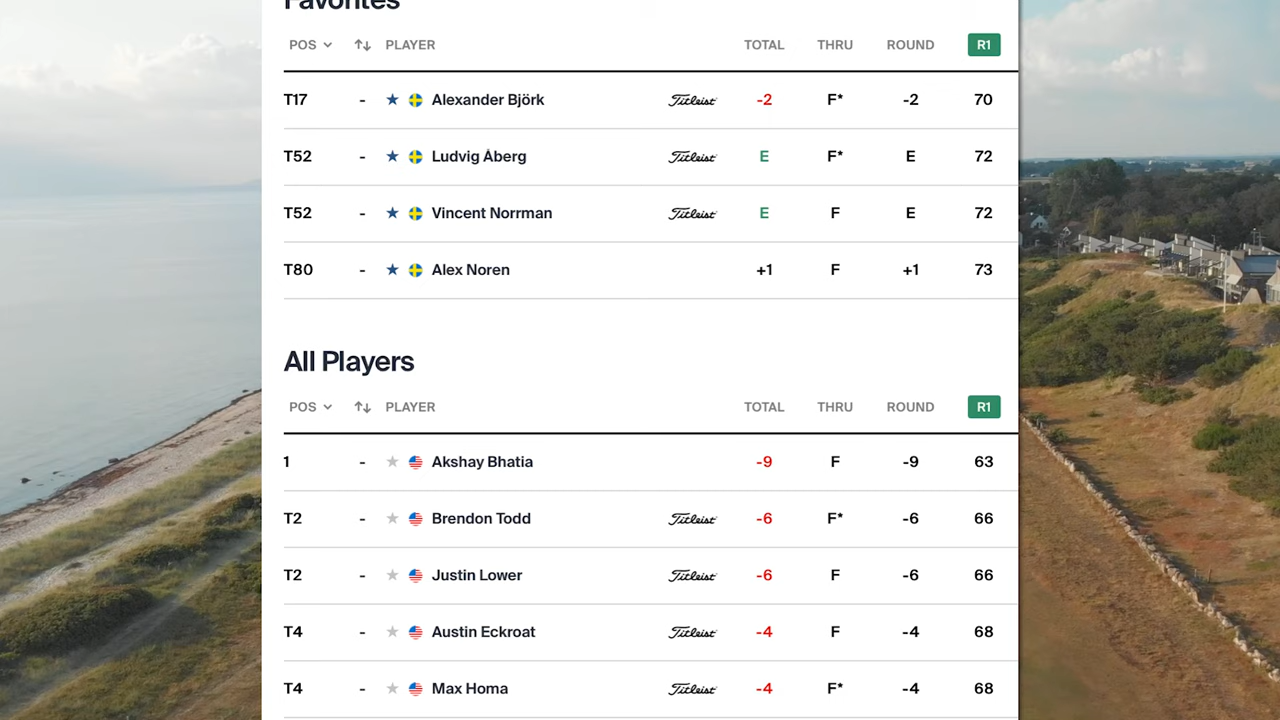 Favorites
POS PLAYER TOTAL THRU ROUND R1
T17 - Alexander Björk Titleist -2 F* -2 70
T52 - Ludvig Åberg Titleist E F* E 72
T52 - Vincent Norrman Titleist E F E 72
T80 - Alex Noren +1 F +1 73
All Players
POS PLAYER TOTAL THRU ROUND R1
1 - Akshay Bhatia -9 F -9 63
T2 - Brendon Todd Titleist -6 F* -6 66
T2 - Justin Lower Titleist -6 F -6 66
T4 - Austin Eckroat Titleist -4 F -4 68
T4 - Max Homa Titleist -4 F* -4 68